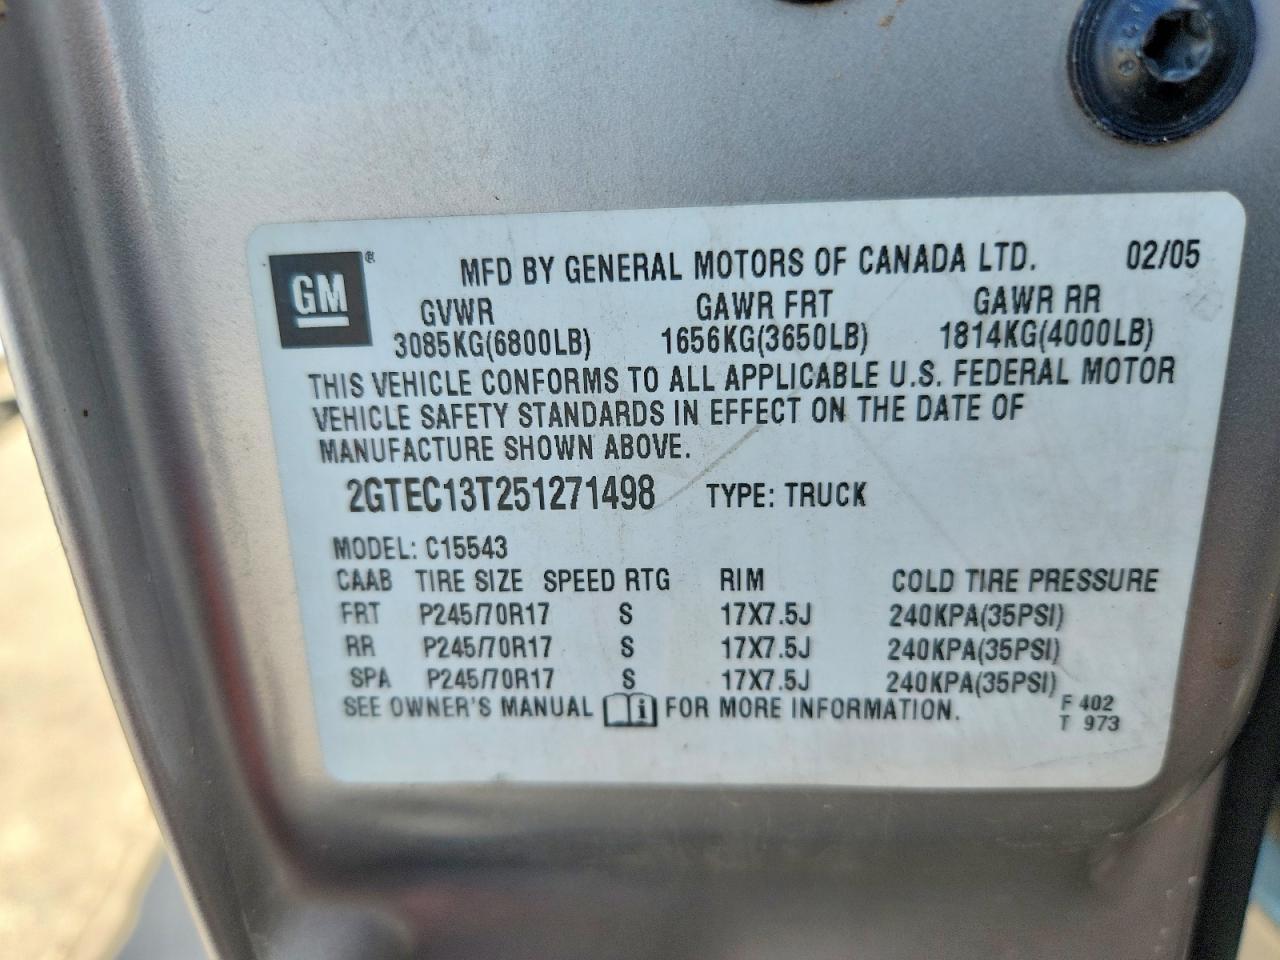 GM®
MFD BY GENERAL MOTORS OF CANADA LTD. 02/05
GVWR GAWR FRT GAWR RR
3085KG(6800LB) 1656KG(3650LB) 1814KG(4000LB)
THIS VEHICLE CONFORMS TO ALL APPLICABLE U.S. FEDERAL MOTOR
VEHICLE SAFETY STANDARDS IN EFFECT ON THE DATE OF
MANUFACTURE SHOWN ABOVE.
2GTEC13T251271498 TYPE: TRUCK
MODEL: C15543
CAAB TIRE SIZE SPEED RTG RIM COLD TIRE PRESSURE
FRT P245/70R17 S 17X7.5J 240KPA(35PSI)
RR P245/70R17 S 17X7.5J 240KPA(35PSI)
SPA P245/70R17 S 17X7.5J 240KPA(35PSI)
SEE OWNER'S MANUAL i FOR MORE INFORMATION. F 402
T 973